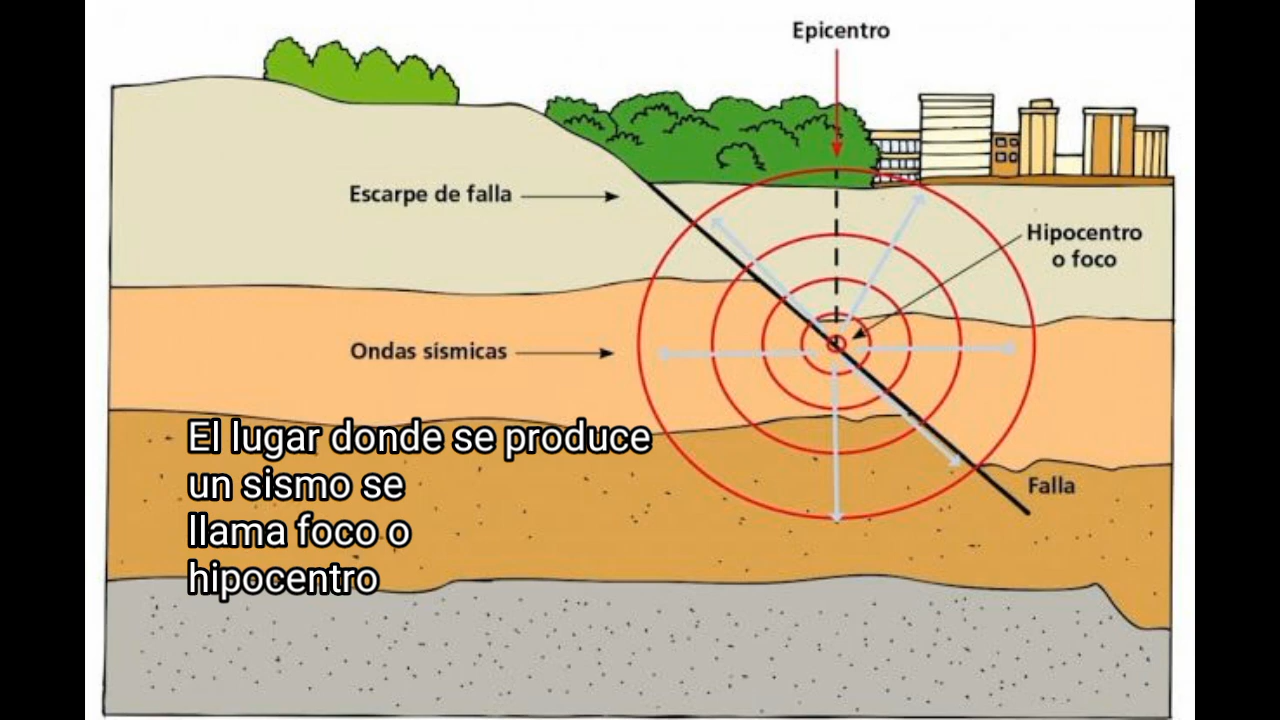 Epicentro
Escarpe de falla
Hipocentro
o foco
Ondas sísmicas
El lugar donde se produce
un sismo se
llama foco o
hipocentro
Falla